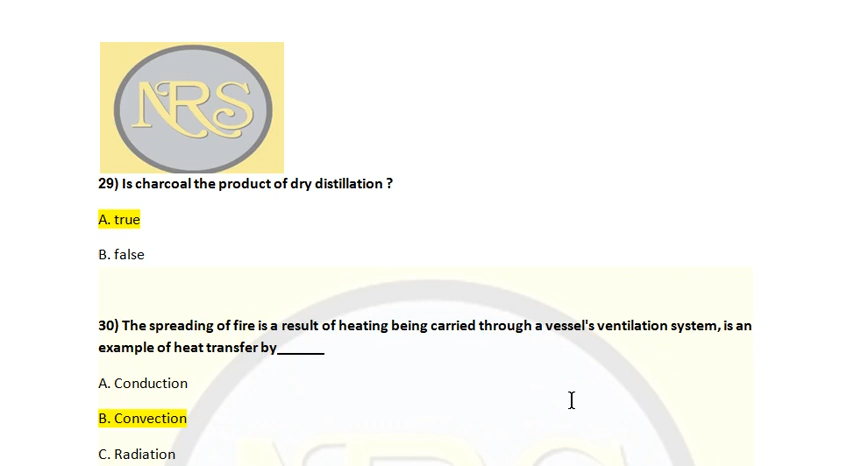 NRS
29) Is charcoal the product of dry distillation ?
A. true
B. false
30) The spreading of fire is a result of heating being carried through a vessel's ventilation system, is an
example of heat transfer by______
A. Conduction
B. Convection
C. Radiation